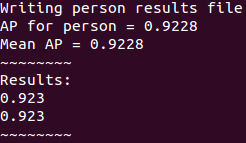 Writing person results file
AP for person = 0.9228
Mean AP = 0.9228
~~~~~~~~
Results:
0.923
0.923
~~~~~~~~